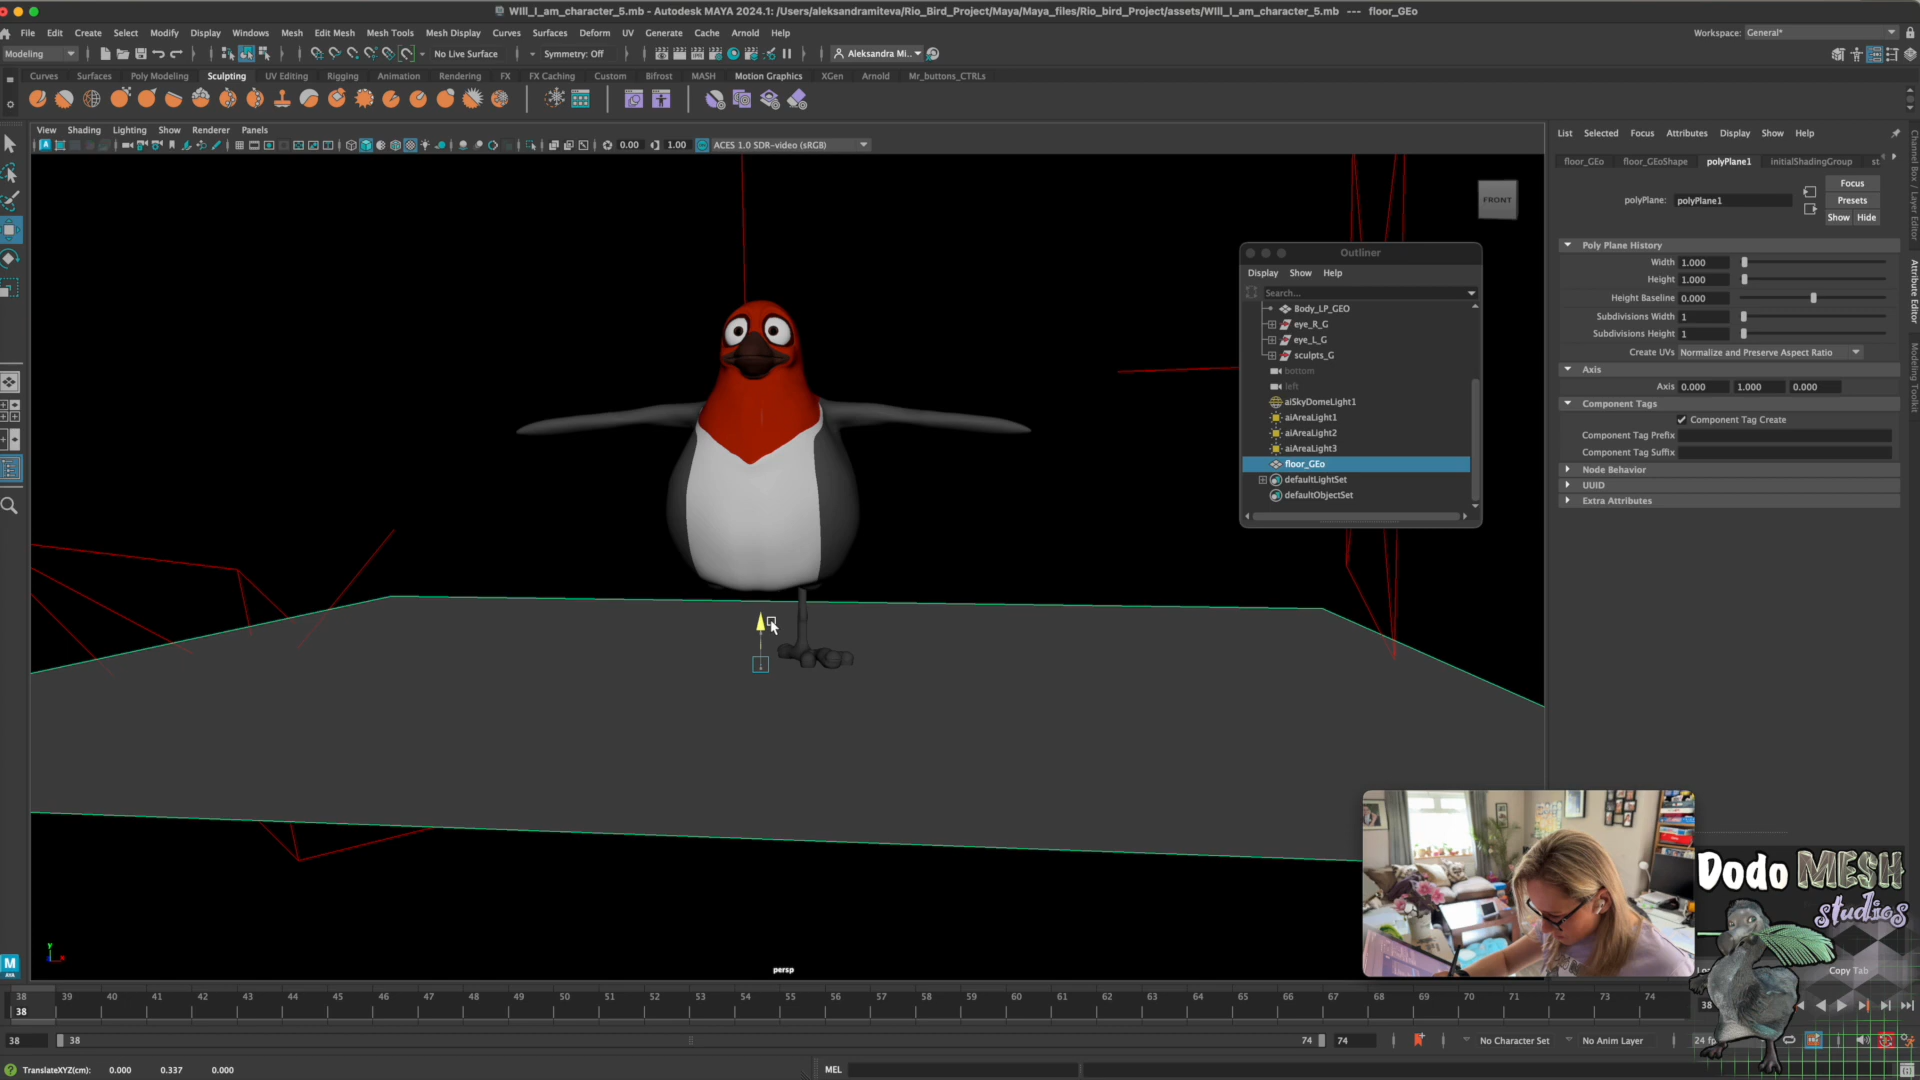 WIll_I_am_character_5.mb - Autodesk MAYA 2024.1: /Users/aleksandramiteva/Rio_Bird_Project/Maya/Maya_files/Rio_bird_Project/assets/WIll_I_am_character_5.mb --- floor_GEo
File Edit Create Select Modify Display Windows Mesh Edit Mesh Mesh Tools Mesh Display Curves Surfaces Deform UV Generate Cache Arnold Help
Workspace: General*
Modeling
No Live Surface
Symmetry: Off
Aleksandra Mi...
Curves Surfaces Poly Modeling Sculpting UV Editing Rigging Animation Rendering FX FX Caching Custom Bifrost MASH Motion Graphics XGen Arnold Mr_buttons_CTRLs
View Shading Lighting Show Renderer Panels
0.00 1.00 ACES 1.0 SDR-video (sRGB)
FRONT
Outliner
Display Show Help
Search...
Body_LP_GEO
eye_R_G
eye_L_G
sculpts_G
bottom
left
aiSkyDomeLight1
aiAreaLight1
aiAreaLight2
aiAreaLight3
floor_GEo
defaultLightSet
defaultObjectSet
List Selected Focus Attributes Display Show Help
floor_GEo floor_GEoShape polyPlane1 initialShadingGroup st
Focus
polyPlane: polyPlane1
Presets
Show Hide
Poly Plane History
Width 1.000
Height 1.000
Height Baseline 0.000
Subdivisions Width 1
Subdivisions Height 1
Create UVs Normalize and Preserve Aspect Ratio
Axis
Axis 0.000 1.000 0.000
Component Tags
Component Tag Create
Component Tag Prefix
Component Tag Suffix
Node Behavior
UUID
Extra Attributes
Channel Box / Layer Editor
Attribute Editor
Modeling Toolkit
Dodo MESH
studios
Copy Tab
y
persp
M
AYA
38 39 40 41 42 43 44 45 46 47 48 49 50 51 52 53 54 55 56 57 58 59 60 61 62 63 64 65 66 67 68 69 70 71 72 73 74
38
38
38 38 74 74 No Character Set No Anim Layer 24 fp
TranslateXYZ(cm): 0.000 0.337 0.000
MEL